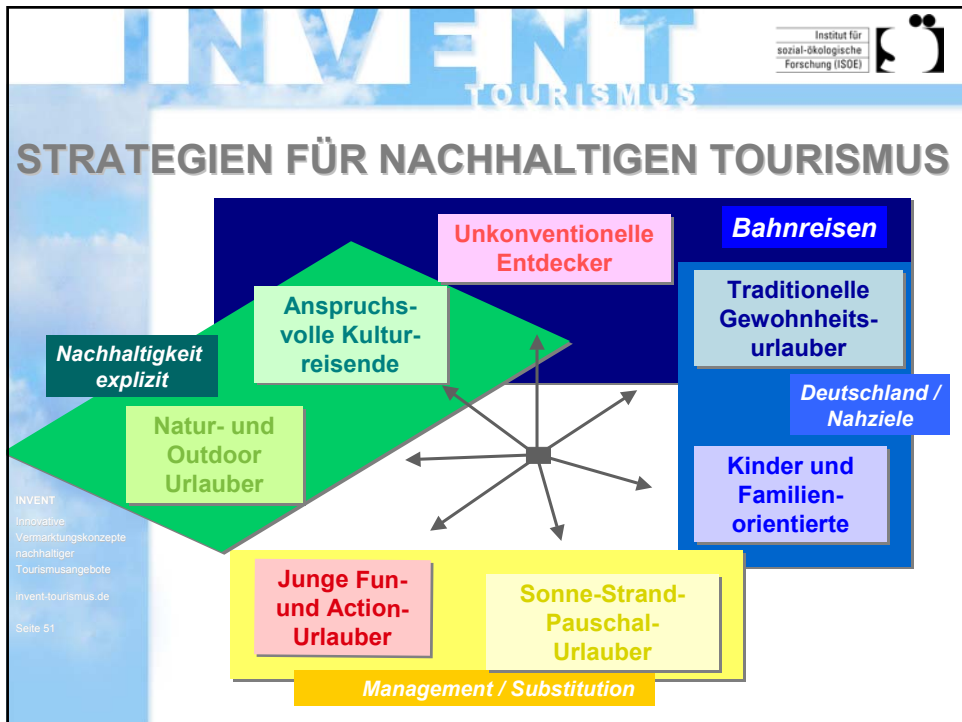 INVENT
TOURISMUS
Institut für
sozial-ökologische
Forschung (ISOE)
STRATEGIEN FÜR NACHHALTIGEN TOURISMUS
Unkonventionelle
Entdecker
Bahnreisen
Anspruchs-
volle Kultur-
reisende
Traditionelle
Gewohnheits-
urlauber
Nachhaltigkeit
explizit
Deutschland /
Nahziele
Natur- und
Outdoor
Urlauber
Kinder und
Familien-
orientierte
INVENT
Innovative
Vermarktungskonzepte
nachhaltiger
Tourismusangebote
invent-tourismus.de
Seite 51
Junge Fun-
und Action-
Urlauber
Sonne-Strand-
Pauschal-
Urlauber
Management / Substitution